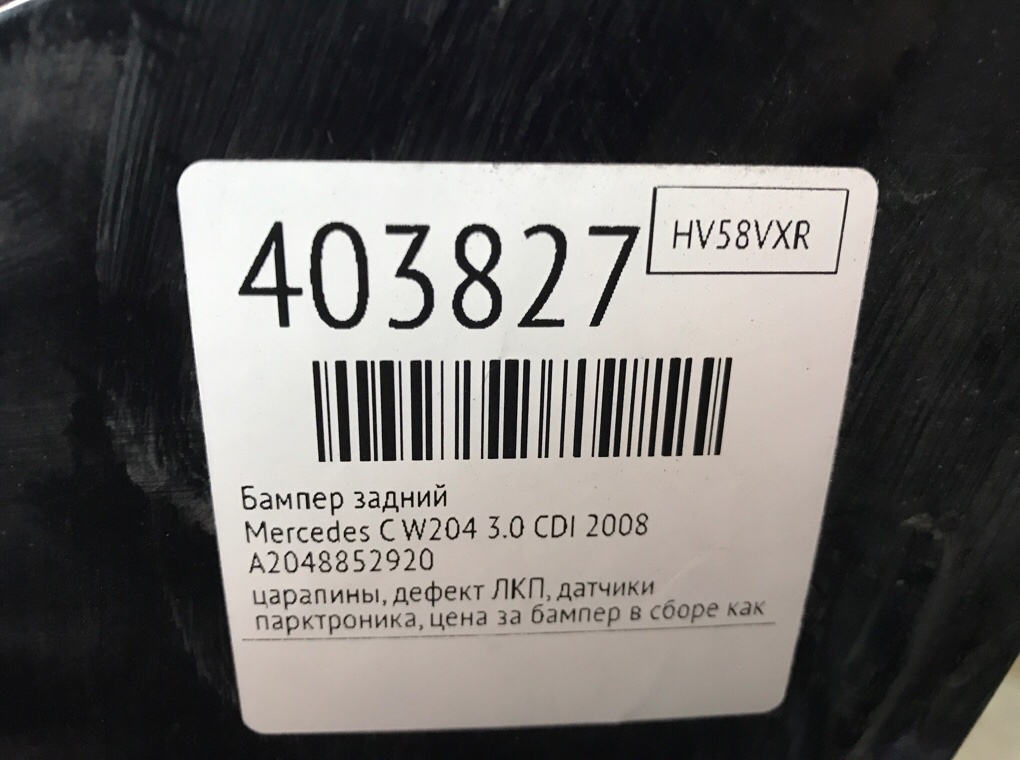 403827
HV58VXR
Бампер задний
Mercedes C W204 3.0 CDI 2008
A2048852920
царапины, дефект ЛКП, датчики
парктроника, цена за бампер в сборе как